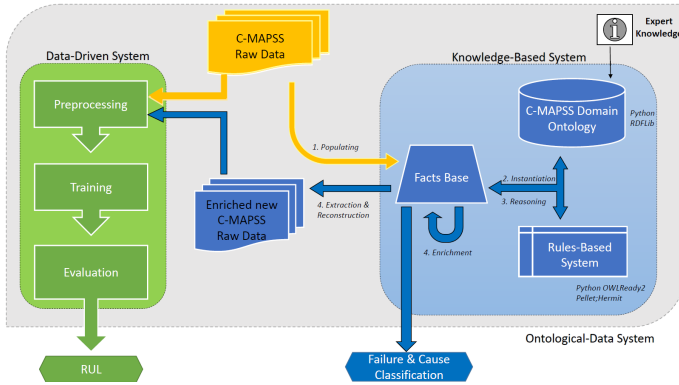 C-MAPSS
Raw Data
Expert
Knowledge
Data-Driven System
Knowledge-Based System
Preprocessing
C-MAPSS Domain
Ontology
Python
RDFLib
1. Populating
Training
Facts Base
2. Instantiation
3. Reasoning
Enriched new
C-MAPSS
Raw Data
4. Extraction &
Reconstruction
4. Enrichment
Rules-Based
System
Evaluation
Python OWLReady2
Pellet;Hermit
Ontological-Data System
RUL
Failure & Cause
Classification